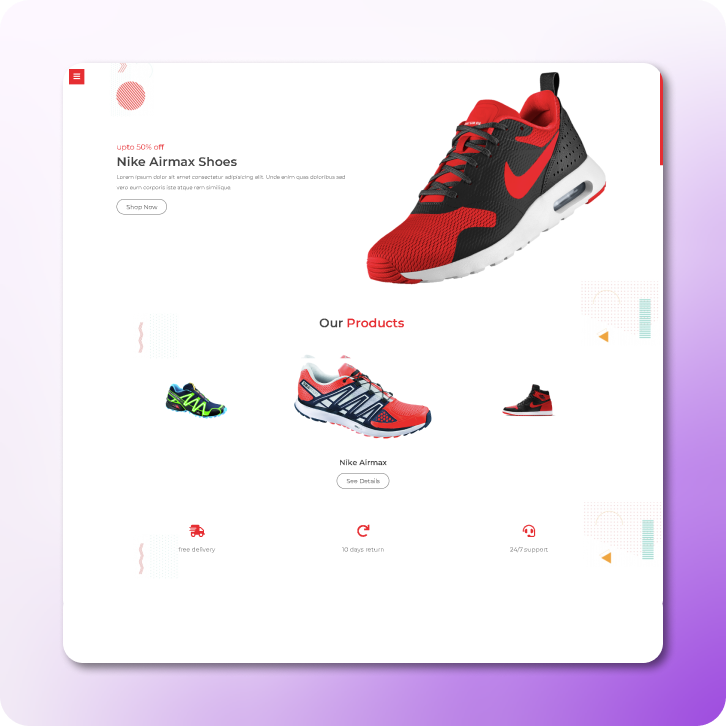 upto 50% off
Nike Airmax Shoes
Lorem ipsum dolor sit amet consectetur adipisicing elit. Unde enim quos doloribus sed
vero eum corporis iste atque rem similique.
Shop Now
Our Products
Nike Airmax
See Details
free delivery
10 days return
24/7 support